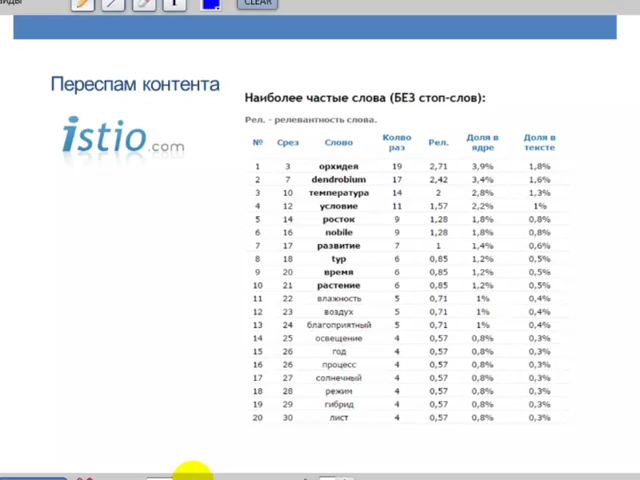 CLEAR
Переспам контента
istio.com
Наиболее частые слова (БЕЗ стоп-слов):
Рел. - релевантность слова.
№ Срез Слово Колво раз Рел. Доля в ядре Доля в тексте
1 3 орхидея 19 2,71 3,9% 1,8%
2 7 dendrobium 17 2,42 3,4% 1,6%
3 10 температура 14 2 2,8% 1,3%
4 12 условие 11 1,57 2,2% 1%
5 14 росток 9 1,28 1,8% 0,8%
6 16 nobile 9 1,28 1,8% 0,8%
7 17 развитие 7 1 1,4% 0,6%
8 18 тур 6 0,85 1,2% 0,5%
9 20 время 6 0,85 1,2% 0,5%
10 21 растение 6 0,85 1,2% 0,5%
11 22 влажность 5 0,71 1% 0,4%
12 23 воздух 5 0,71 1% 0,4%
13 24 благоприятный 5 0,71 1% 0,4%
14 25 освещение 4 0,57 0,8% 0,3%
15 26 год 4 0,57 0,8% 0,3%
16 26 процесс 4 0,57 0,8% 0,3%
17 27 солнечный 4 0,57 0,8% 0,3%
18 28 режим 4 0,57 0,8% 0,3%
19 29 гибрид 4 0,57 0,8% 0,3%
20 30 лист 4 0,57 0,8% 0,3%